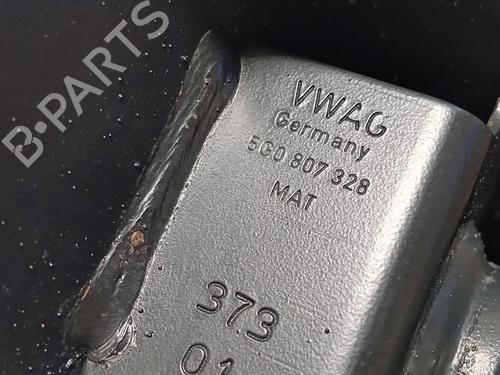 B-PARTS
VWAG
Germany
5G0 807 328
MAT
373
01